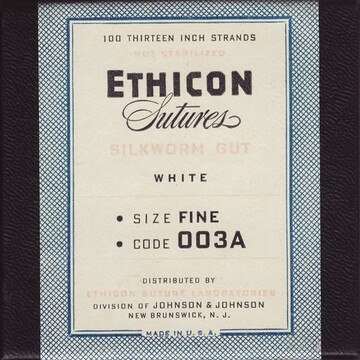 100 THIRTEEN INCH STRANDS
NOT STERILIZED
ETHICON
Sutures
SILKWORM GUT
WHITE
• SIZE FINE
• CODE 003A
DISTRIBUTED BY
ETHICON SUTURE LABORATORIES
DIVISION OF JOHNSON & JOHNSON
NEW BRUNSWICK, N. J.
MADE IN U. S. A.